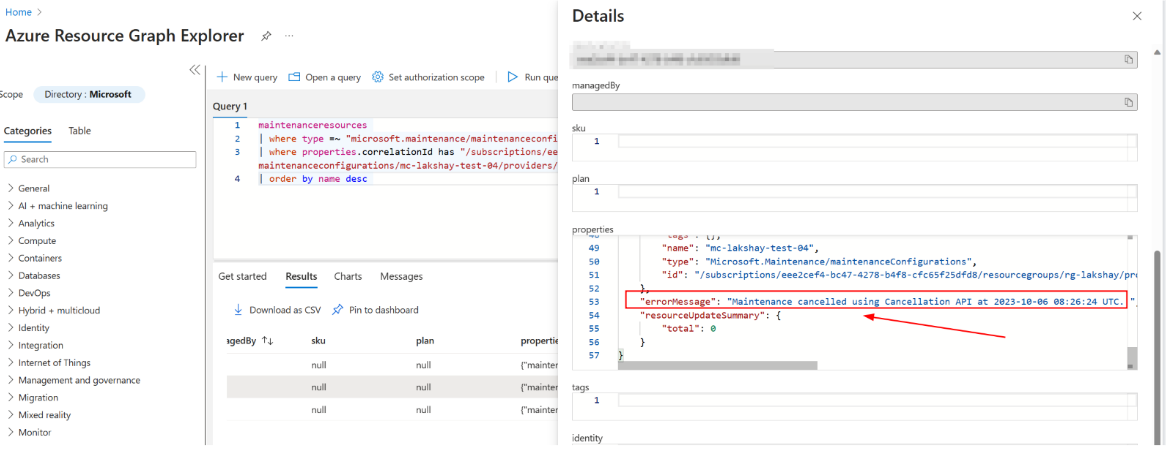 Home >
Azure Resource Graph Explorer
Details
managedBy
sku
1
plan
1
properties
49 "name": "mc-lakshay-test-04",
50 "type": "Microsoft.Maintenance/maintenanceConfigurations",
51 "id": "/subscriptions/eee2cef4-bc47-4278-b4f8-cfc65f25dfd8/resourcegroups/rg-lakshay/pro
52 },
53 "errorMessage": "Maintenance cancelled using Cancellation API at 2023-10-06 08:26:24 UTC. ",
54 "resourceUpdateSummary": {
55 "total": 0
56 }
57 }
tags
1
identity
Scope
Directory : Microsoft
Categories
Table
Search
General
AI + machine learning
Analytics
Compute
Containers
Databases
DevOps
Hybrid + multicloud
Identity
Integration
Internet of Things
Management and governance
Migration
Mixed reality
Monitor
New query
Open a query
Set authorization scope
Run que
Query 1
1 maintenanceresources
2 | where type =~ "microsoft.maintenance/maintenanceconfi
3 | where properties.correlationId has "/subscriptions/ee
maintenanceconfigurations/mc-lakshay-test-04/providers/
4 | order by name desc
Get started
Results
Charts
Messages
Download as CSV
Pin to dashboard
agedBy
sku
plan
propertie
null
null
{"mainter
null
null
{"mainter
null
null
{"mainter